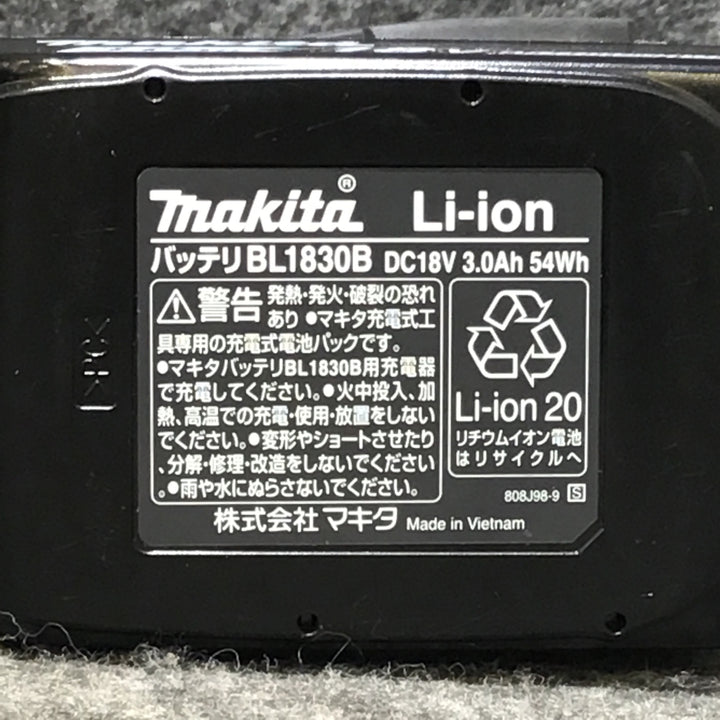 makita® Li-ion
バッテリ BL1830B DC18V 3.0Ah 54Wh
⚠警告 発熱・発火・破裂の恐れ
あり ●マキタ充電式工
具専用の充電式電池パックです。
●マキタバッテリBL1830B用充電器
で充電してください。●火中投入、加
熱、高温での充電・使用・放置をしない
でください。●変形やショートさせたり
、分解・修理・改造をしないでください
。●雨や水にぬらさないでください。
Li-ion 20
リチウムイオン電池
はリサイクルへ
808J98-9 S
株式会社 マキタ Made in Vietnam